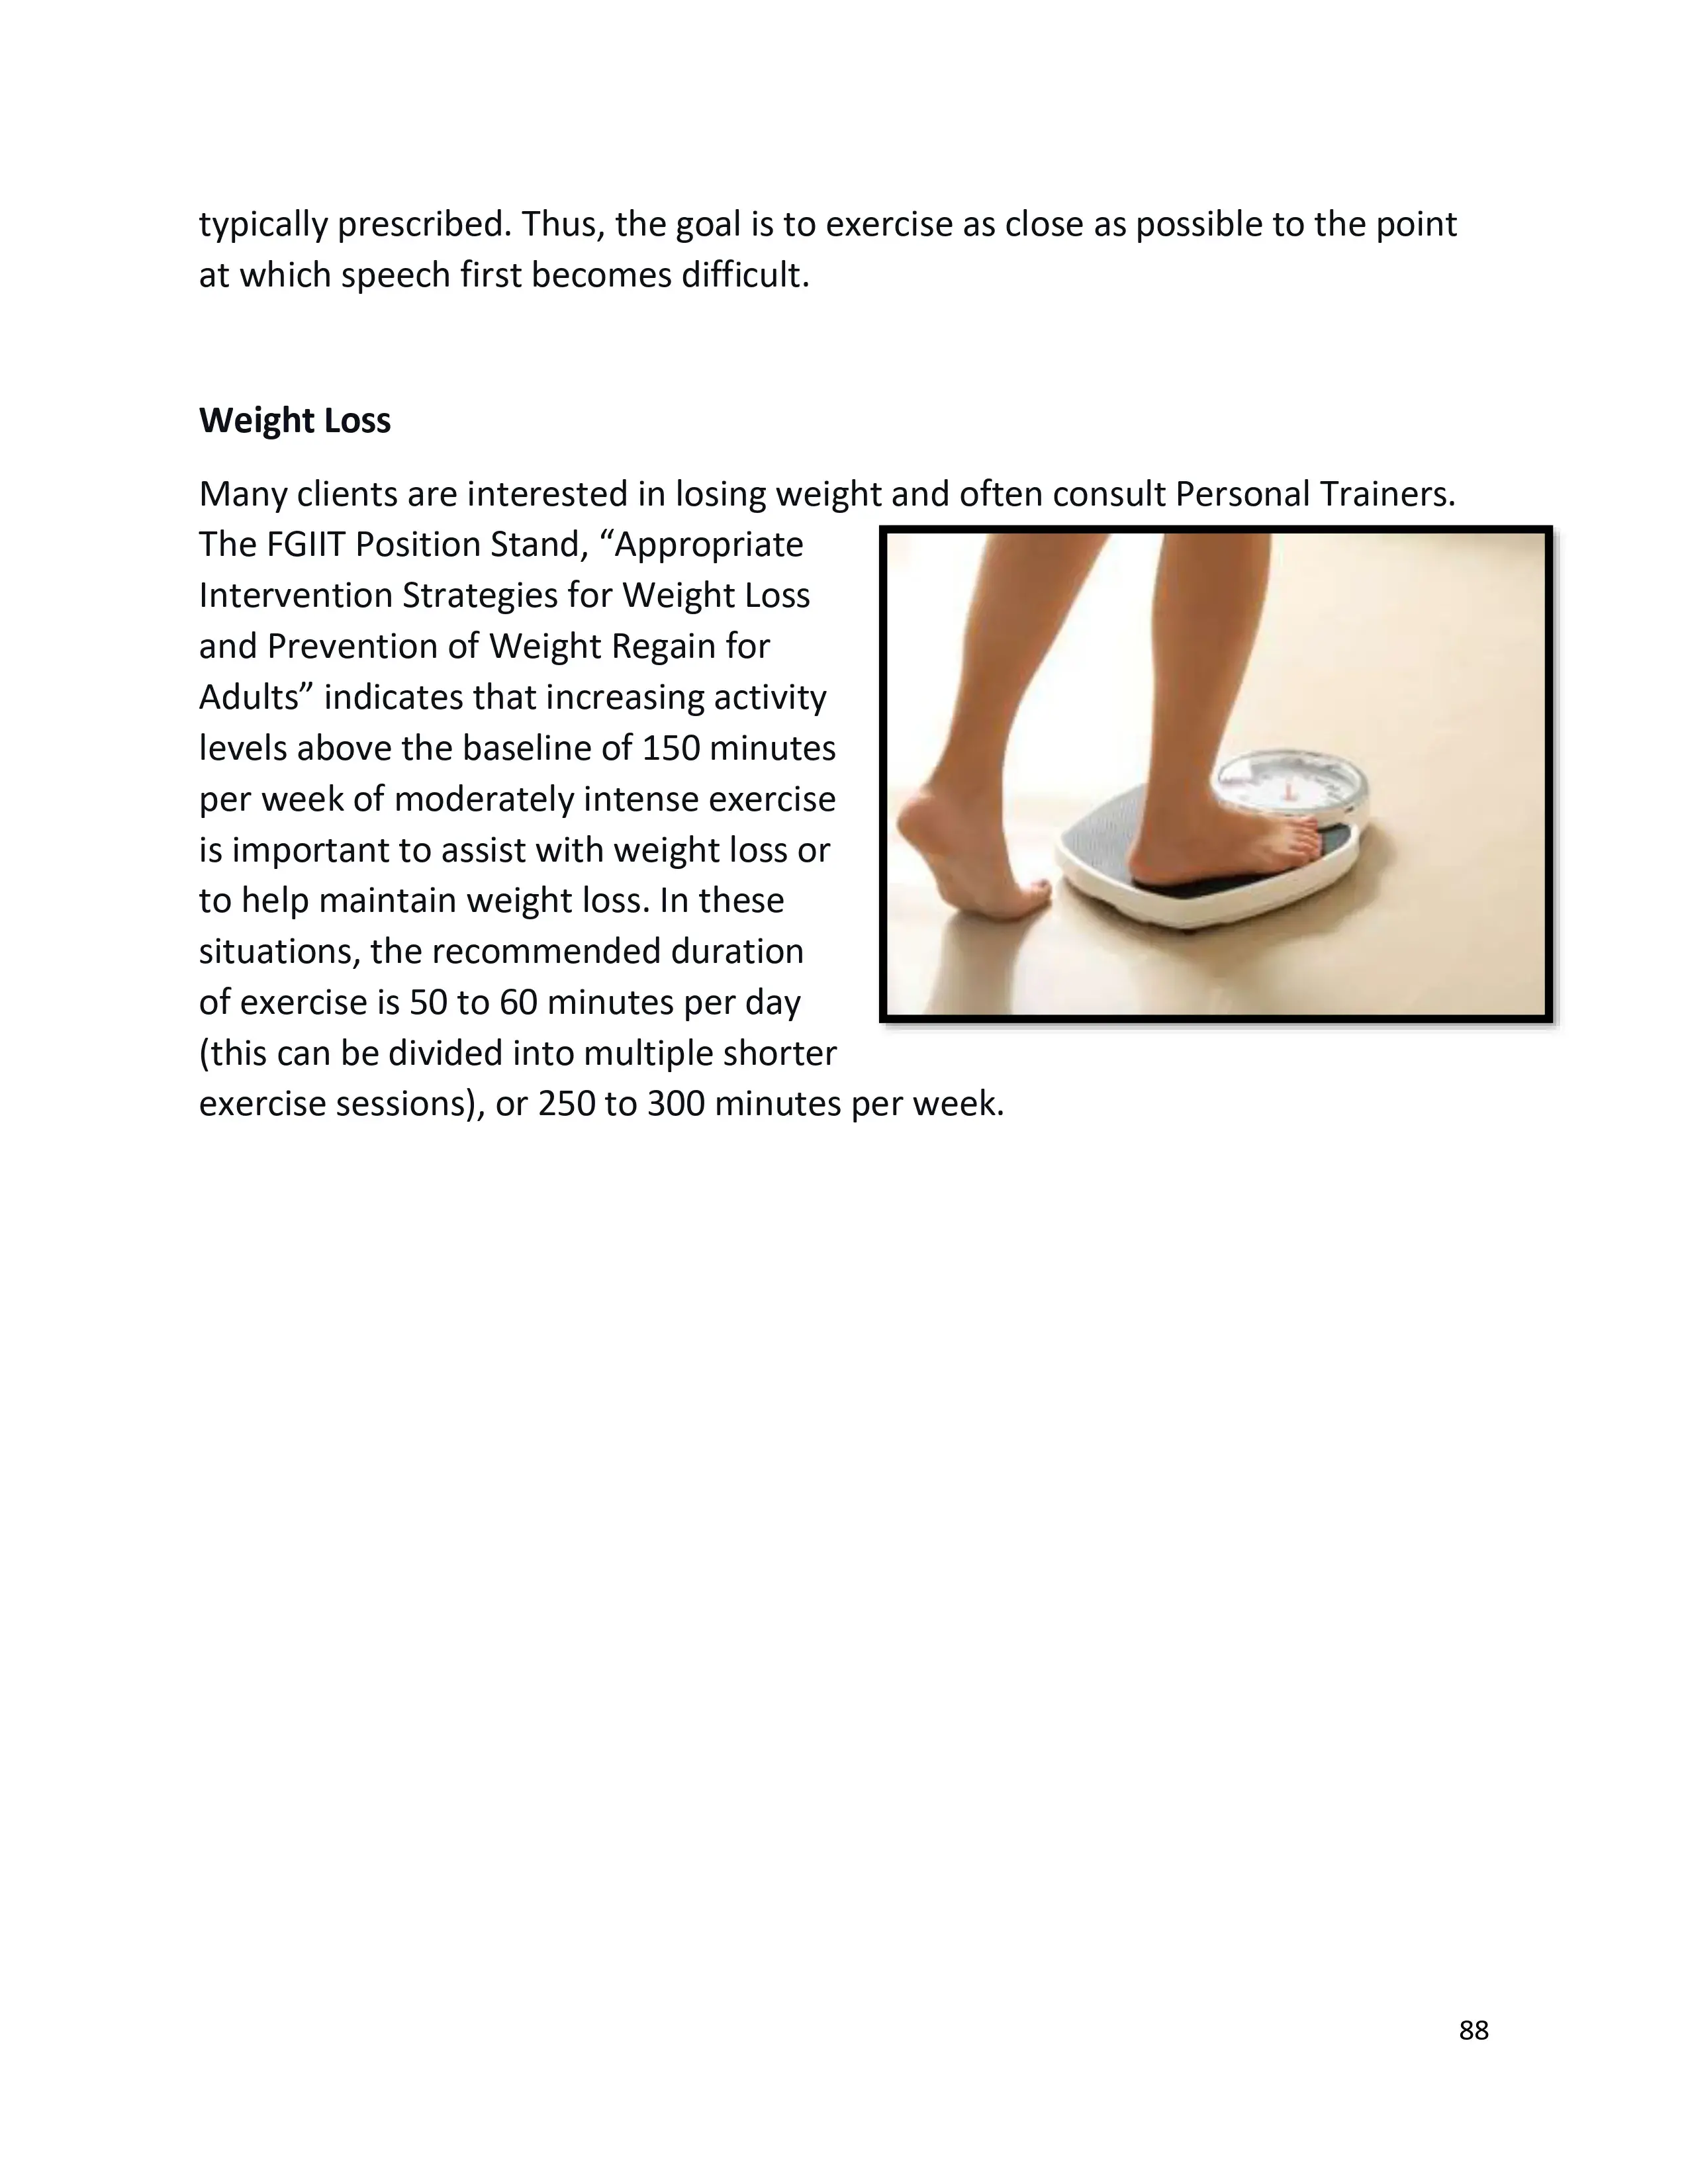 typically prescribed. Thus, the goal is to exercise as close as possible to the point
at which speech first becomes difficult.
Weight Loss
Many clients are interested in losing weight and often consult Personal Trainers.
The FGIIT Position Stand, “Appropriate
Intervention Strategies for Weight Loss
and Prevention of Weight Regain for
Adults” indicates that increasing activity
levels above the baseline of 150 minutes
per week of moderately intense exercise
is important to assist with weight loss or
to help maintain weight loss. In these
situations, the recommended duration
of exercise is 50 to 60 minutes per day
(this can be divided into multiple shorter
exercise sessions), or 250 to 300 minutes per week.
88